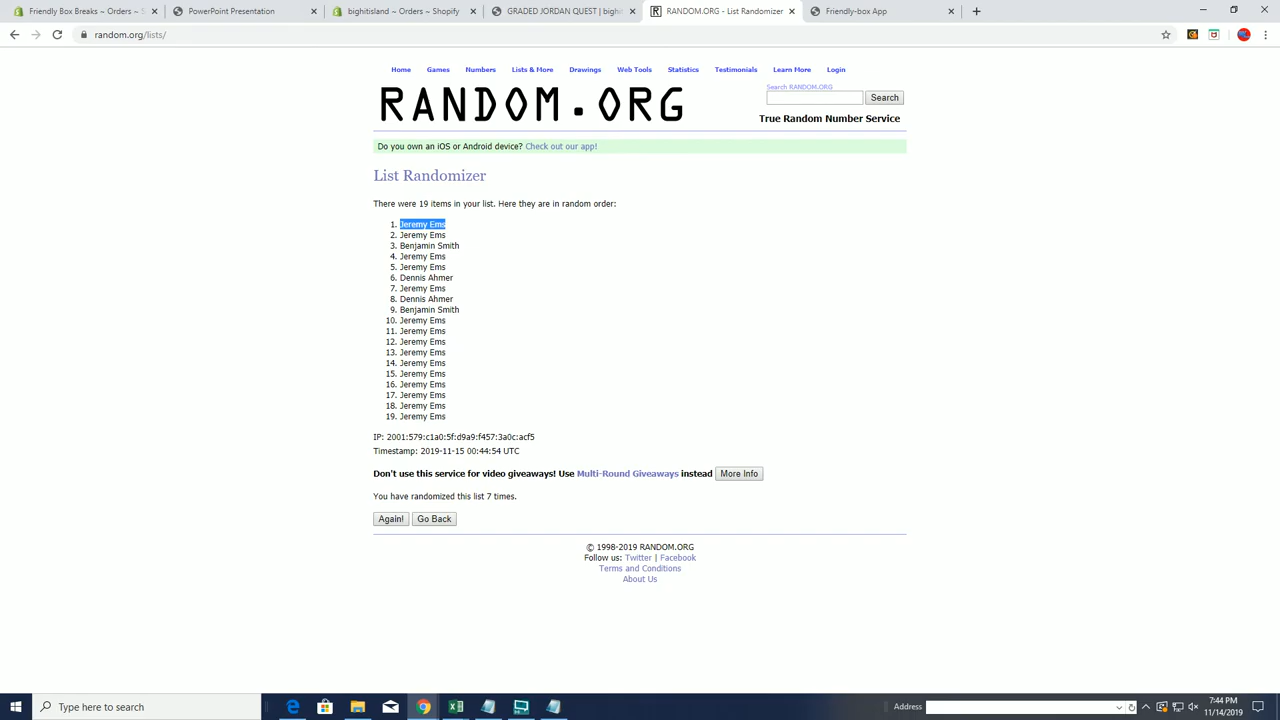 Friendly Box Breaks ~ Orders ~ S
PowerPoint Presentation
bighitisland ~ Orders ~ Shopify
GRADED JORDAN QUEST | bighi
RANDOM.ORG - List Randomizer
Friendly-box App
random.org/lists/
Home Games Numbers Lists & More Drawings Web Tools Statistics Testimonials Learn More Login
RANDOM.ORG
Search RANDOM.ORG
Search
True Random Number Service
Do you own an iOS or Android device? Check out our app!
List Randomizer
There were 19 items in your list. Here they are in random order:
1. Jeremy Ems
2. Jeremy Ems
3. Benjamin Smith
4. Jeremy Ems
5. Jeremy Ems
6. Dennis Ahmer
7. Jeremy Ems
8. Dennis Ahmer
9. Benjamin Smith
10. Jeremy Ems
11. Jeremy Ems
12. Jeremy Ems
13. Jeremy Ems
14. Jeremy Ems
15. Jeremy Ems
16. Jeremy Ems
17. Jeremy Ems
18. Jeremy Ems
19. Jeremy Ems
IP: 2001:579:c1a0:5f:d9a9:f457:3a0c:acf5
Timestamp: 2019-11-15 00:44:54 UTC
Don't use this service for video giveaways! Use Multi-Round Giveaways instead More Info
You have randomized this list 7 times.
Again! Go Back
© 1998-2019 RANDOM.ORG
Follow us: Twitter | Facebook
Terms and Conditions
About Us
Type here to search
Address
7:44 PM
11/14/2019